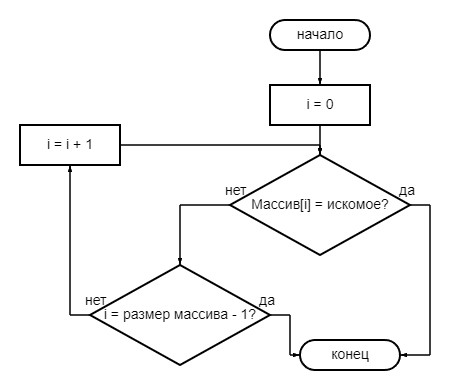 начало
i = 0
i = i + 1
нет
Массив[i] = искомое?
да
нет
i = размер массива - 1?
да
конец